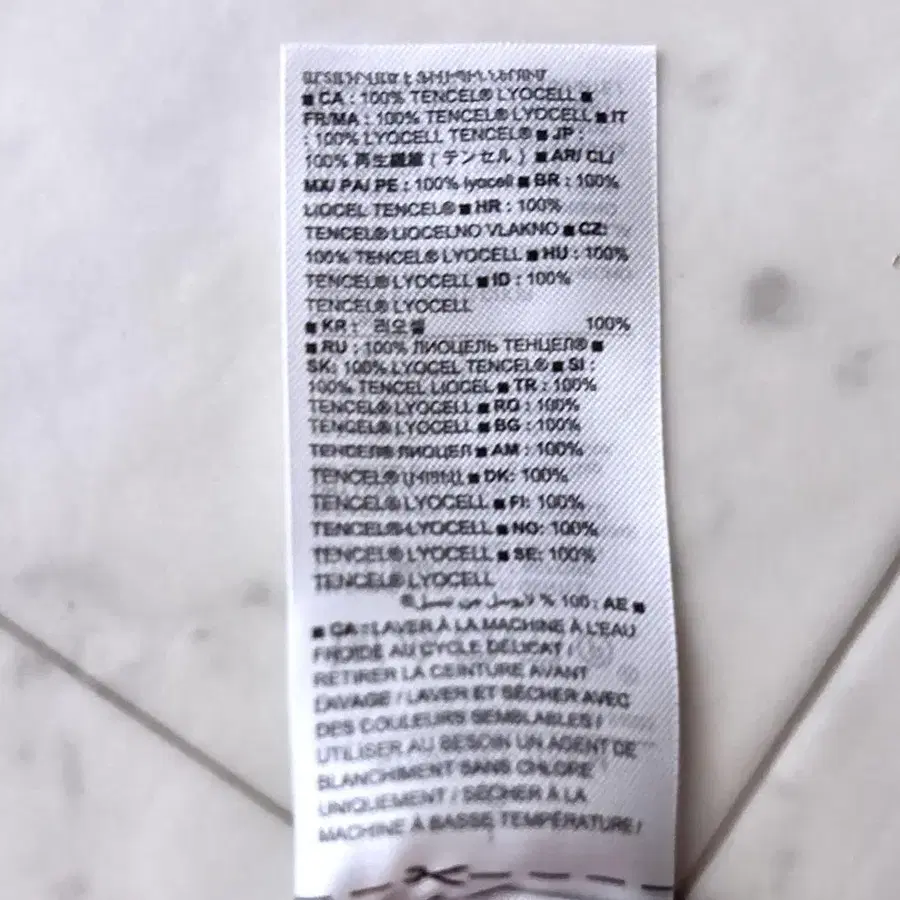 ■ CA : 100% TENCEL® LYOCELL ■
FR/MA : 100% TENCEL® LYOCELL ■ IT
: 100% LYOCELL TENCEL® ■ JP :
100% 再生繊維 ( テンセル ) ■ AR/ CL/
MX/ PA/ PE : 100% lyocell ■ BR : 100%
LIOCEL TENCEL® ■ HR : 100%
TENCEL® LIOCELNO VLAKNO ■ CZ:
100% TENCEL® LYOCELL ■ HU : 100%
TENCEL® LYOCELL ■ ID : 100%
TENCEL® LYOCELL
■ KR : 리오셀 100%
■ RU : 100% ЛИОЦЕЛЬ ТЕНЦЕЛ® ■
SK: 100% LYOCEL TENCEL® ■ SI :
100% TENCEL LIOCEL ■ TR : 100%
TENCEL® LYOCELL ■ RO : 100%
TENCEL® LYOCELL ■ BG : 100%
ТЕНСЕЛ® ЛИОЦЕЛ ■ AM : 100%
TENCEL® ■ DK: 100%
TENCEL® LYOCELL ■ FI: 100%
TENCEL® LYOCELL ■ NO: 100%
TENCEL® LYOCELL ■ SE: 100%
TENCEL® LYOCELL
■ AE : 100 %
■ CA : LAVER À LA MACHINE À L'EAU
FROIDE AU CYCLE DÉLICAT /
RETIRER LA CEINTURE AVANT
LAVAGE / LAVER ET SÉCHER AVEC
DES COULEURS SEMBLABLES /
UTILISER AU BESOIN UN AGENT DE
BLANCHIMENT SANS CHLORE
UNIQUEMENT / SÉCHER À LA
MACHINE À BASSE TEMPÉRATURE /